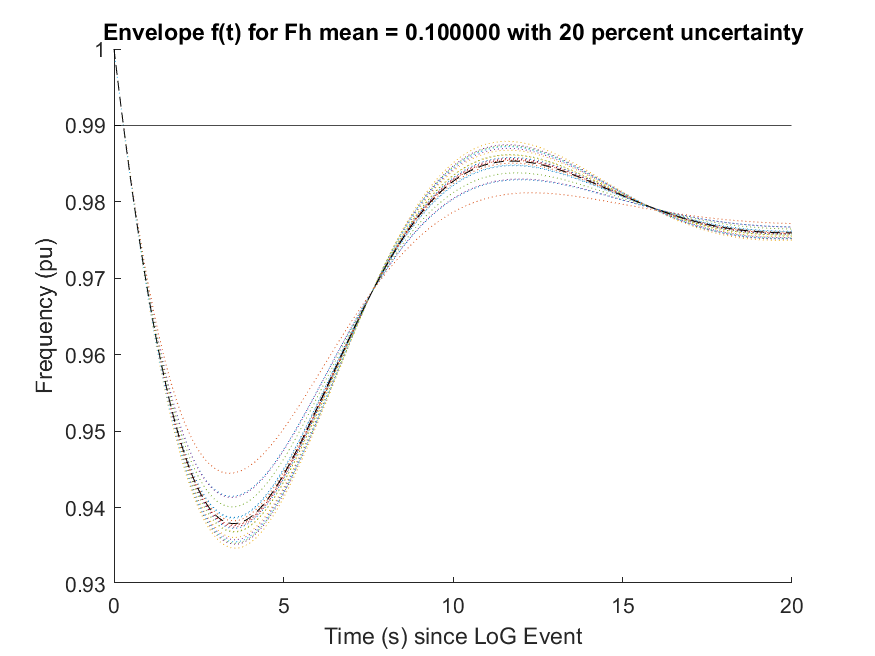 Envelope f(t) for Fh mean = 0.100000 with 20 percent uncertainty
1
0.99
0.98
0.97
0.96
0.95
0.94
0.93
Frequency (pu)
0 5 10 15 20
Time (s) since LoG Event